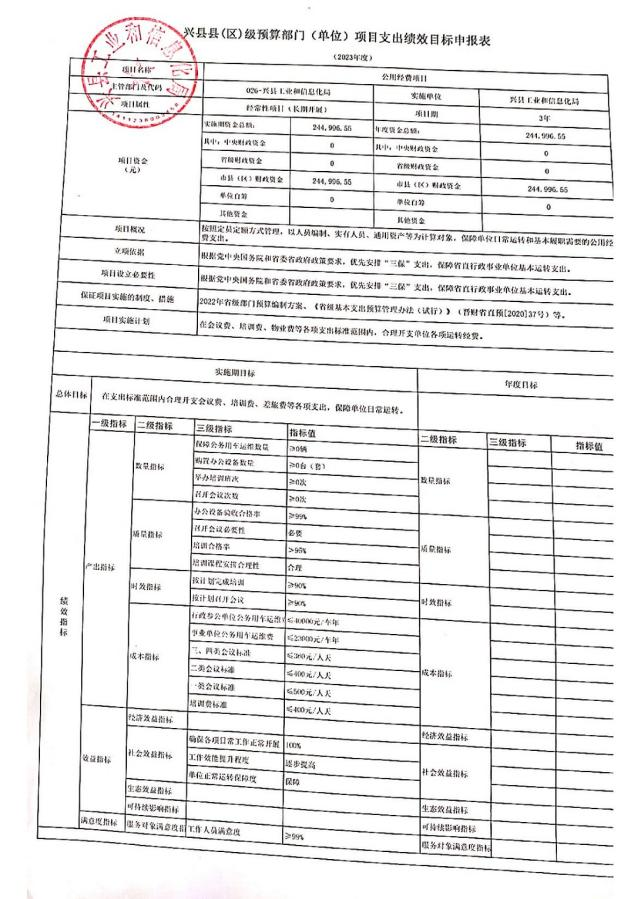 兴县县(区)级预算部门（单位）项目支出绩效目标申报表
（2023年度）
兴县工业和信息化局
项目名称 公用经费项目
主管部门及代码 026-兴县工业和信息化局 实施单位 兴县工业和信息化局
项目属性 经常性项目（长期开展） 项目期 3年
项目资金（元） 实施期资金总额： 244,996.55 年度资金总额： 244,996.55
其中：中央财政资金 0 其中：中央财政资金 0
省级财政资金 0 省级财政资金 0
市县（区）财政资金 244,996.55 市县（区）财政资金 244,996.55
单位自筹 0 单位自筹 0
其他资金 其他资金
项目概况 按照定员定额方式管理，以人员编制、实有人员、通用资产等为计算对象，保障单位日常运转和基本履职需要的公用经费支出。
立项依据 根据党中央国务院和省委省政府政策要求，优先安排“三保”支出，保障省直行政事业单位基本运转支出。
项目设立必要性 根据党中央国务院和省委省政府政策要求，优先安排“三保”支出，保障省直行政事业单位基本运转支出。
保证项目实施的制度、措施 2022年省级部门预算编制方案、《省级基本支出预算管理办法（试行）》（晋财省直预[2020]37号）等。
项目实施计划 在会议费、培训费、物业费等各项支出标准范围内，合理开支单位各项运转经费。
实施期目标 年度目标
总体目标 在支出标准范围内合理开支会议费、培训费、差旅费等各项支出，保障单位日常运转。
绩效指标 一级指标 二级指标 三级指标 指标值 二级指标 三级指标 指标值
产出指标 数量指标 保障公务用车运维数量 ≥0辆 数量指标
购置办公设备数量 ≥0台（套）
举办培训班次 ≥0次
召开会议次数 ≥0次
质量指标 办公设备验收合格率 ≥99% 质量指标
召开会议必要性 必要
培训合格率 >95%
培训课程安排合理性 合理
时效指标 按计划完成培训 ≥90% 时效指标
按计划召开会议 ≥90%
成本指标 行政参公单位公务用车运维 ≤40000元/车年 成本指标
事业单位公务用车运维费 ≤23000元/车年
三、四类会议标准 ≤360元/人天
二类会议标准 ≤400元/人天
一类会议标准 ≤500元/人天
培训费标准 ≤400元/人天
效益指标 经济效益指标 经济效益指标
社会效益指标 确保各项日常工作正常开展 100% 社会效益指标
工作效能提升程度 逐步提高
单位正常运转保障度 保障
生态效益指标 生态效益指标
可持续影响指标 可持续影响指标
满意度指标 服务对象满意度指 工作人员满意度 ≥99% 服务对象满意度指标